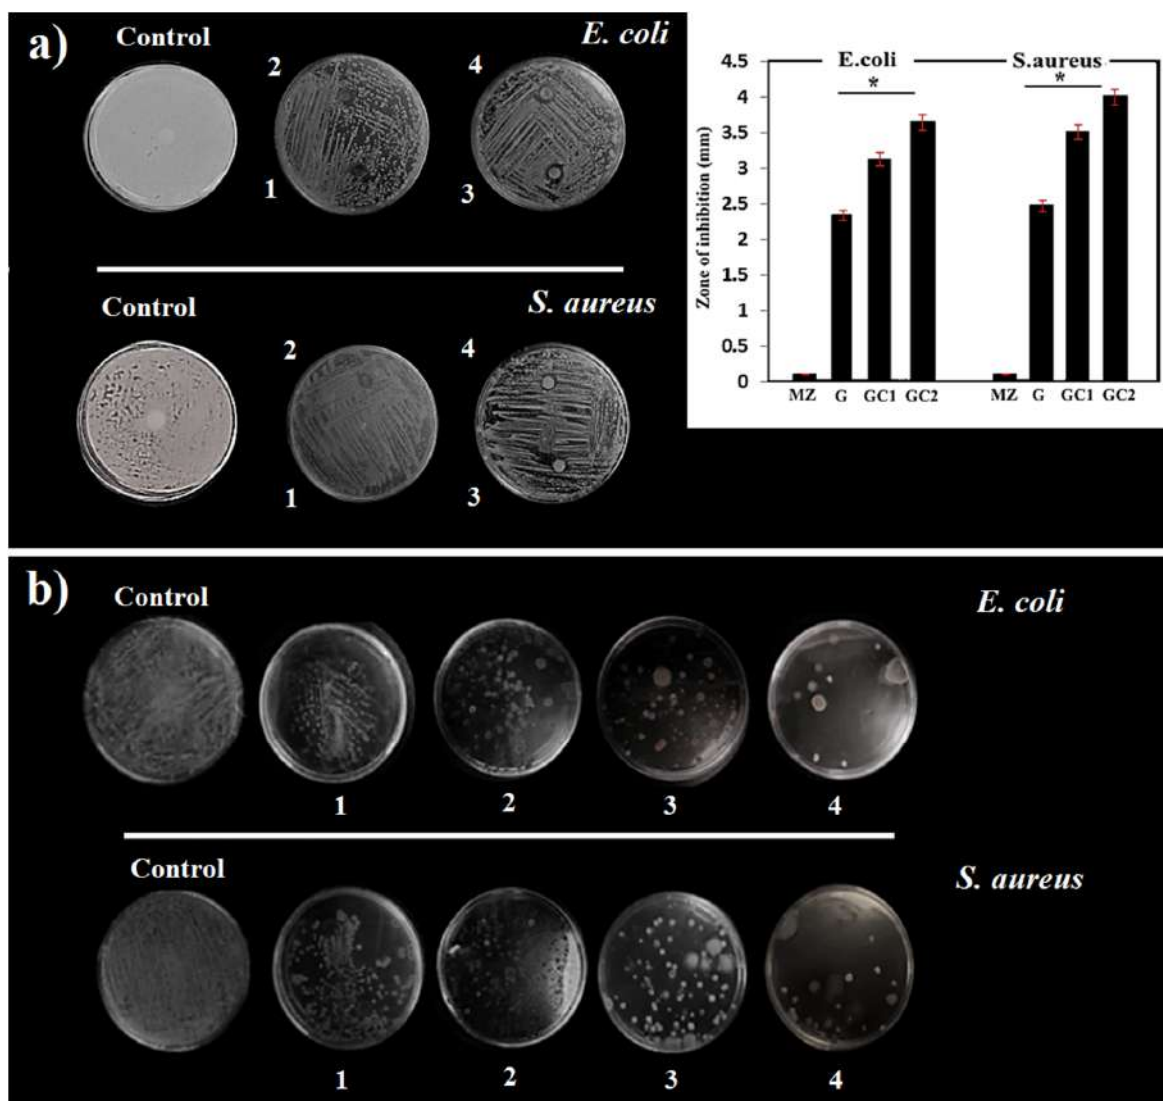 a)
Control
E. coli
2
4
1
3
Control
S. aureus
2
4
1
3
E.coli
S.aureus
*
*
Zone of inhibition (mm)
4.5
4
3.5
3
2.5
2
1.5
1
0.5
0
MZ G GC1 GC2 MZ G GC1 GC2
b)
Control
E. coli
1 2 3 4
Control
S. aureus
1 2 3 4